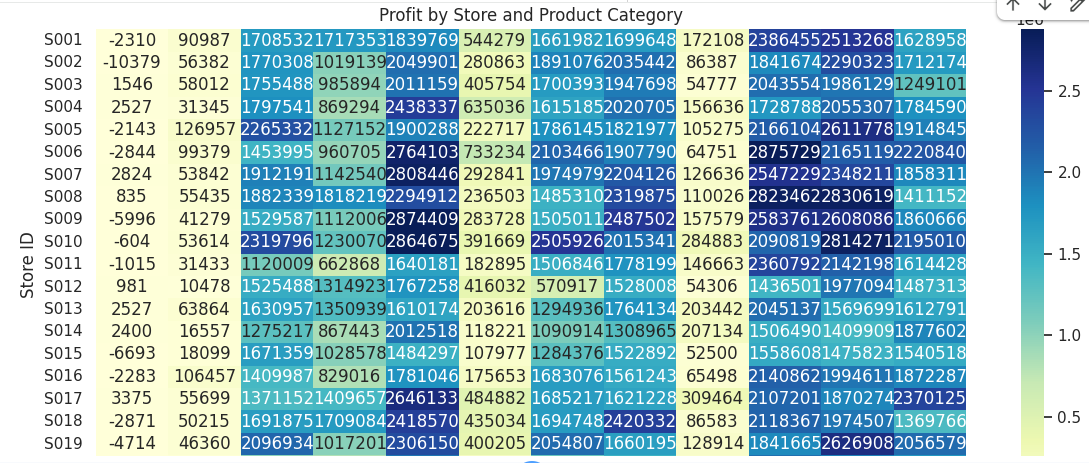 Profit by Store and Product Category
1e6
S001 -2310 90987 1708532 1717353 1839769 544279 1661982 1699648 172108 2386455 2513268 1628958
S002 -10379 56382 1770308 1019139 2049901 280863 1891076 2035442 86387 1841674 2290323 1712174
S003 1546 58012 1755488 985894 2011159 405754 1700393 1947698 54777 2043554 1986129 1249101
S004 2527 31345 1797541 869294 2438337 635036 1615185 2020705 156636 1728788 2055307 1784590
S005 -2143 126957 2265332 1127152 1900288 222717 1786145 1821977 105275 2166104 2611778 1914845
S006 -2844 99379 1453995 960705 2764103 733234 2103466 1907790 64751 2875729 2165119 2220840
S007 2824 53842 1912191 1142540 2808446 292841 1974979 2204126 126636 2547229 2348211 1858311
S008 835 55435 1882339 1818219 2294912 236503 1485310 2319875 110026 2823462 2830619 1411152
S009 -5996 41279 1529587 1112006 2874409 283728 1505011 2487502 157579 2583761 2608086 1860666
S010 -604 53614 2319796 1230070 2864675 391669 2505926 2015341 284883 2090819 2814271 2195010
S011 -1015 31433 1120009 662868 1640181 182895 1506846 1778199 146663 2360792 2142198 1614428
S012 981 10478 1525488 1314923 1767258 416032 570917 1528008 54306 1436501 1977094 1487313
S013 2527 63864 1630957 1350939 1610174 203616 1294936 1764134 203442 2045137 1569699 1612791
S014 2400 16557 1275217 867443 2012518 118221 1090914 1308965 207134 1506490 1409909 1877602
S015 -6693 18099 1671359 1028578 1484297 107977 1284376 1522892 52500 1558608 1475823 1540518
S016 -2283 106457 1409987 829016 1781046 175653 1683076 1561243 65498 2140862 1994611 1872287
S017 3375 55699 1371152 1409657 2646133 484882 1685217 1621228 309464 2107201 1870274 2370125
S018 -2871 50215 1691875 1709084 2418570 435034 1694748 2420332 86583 2118367 1974507 1369766
S019 -4714 46360 2096934 1017201 2306150 400205 2054807 1660195 128914 1841665 2626908 2056579
Store ID
2.5
2.0
1.5
1.0
0.5